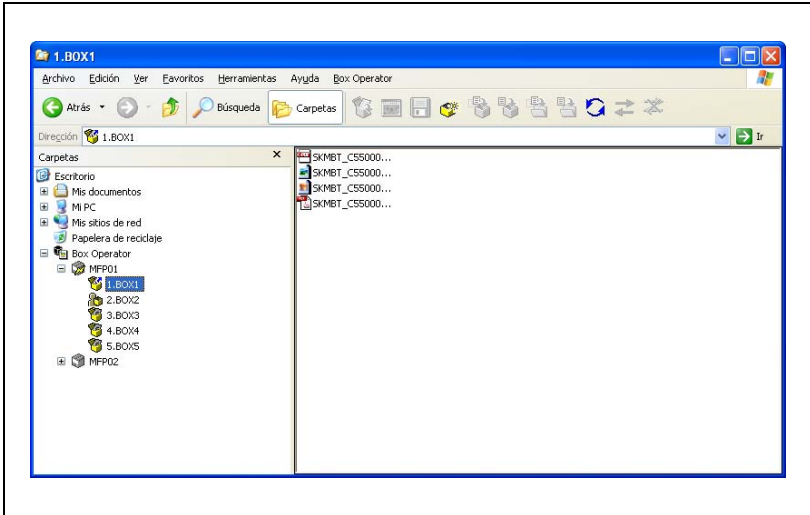 1.BOX1
Archivo Edición Ver Favoritos Herramientas Ayuda Box Operator
Atrás Búsqueda Carpetas
Dirección 1.BOX1 Ir
Carpetas
Escritorio
Mis documentos
Mi PC
Mis sitios de red
Papelera de reciclaje
Box Operator
MFP01
1.BOX1
2.BOX2
3.BOX3
4.BOX4
5.BOX5
MFP02
SKMBT_C55000...
SKMBT_C55000...
SKMBT_C55000...
SKMBT_C55000...